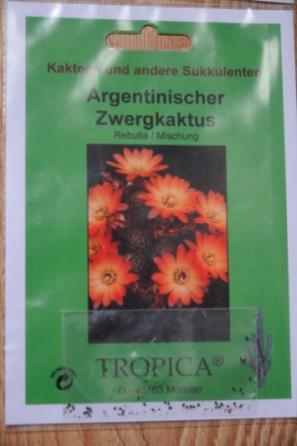 Kakteen und andere Sukkulenten
Argentinischer
Zwergkaktus
Rebutia / Mischung
TROPICA®
D - 48163 Münster